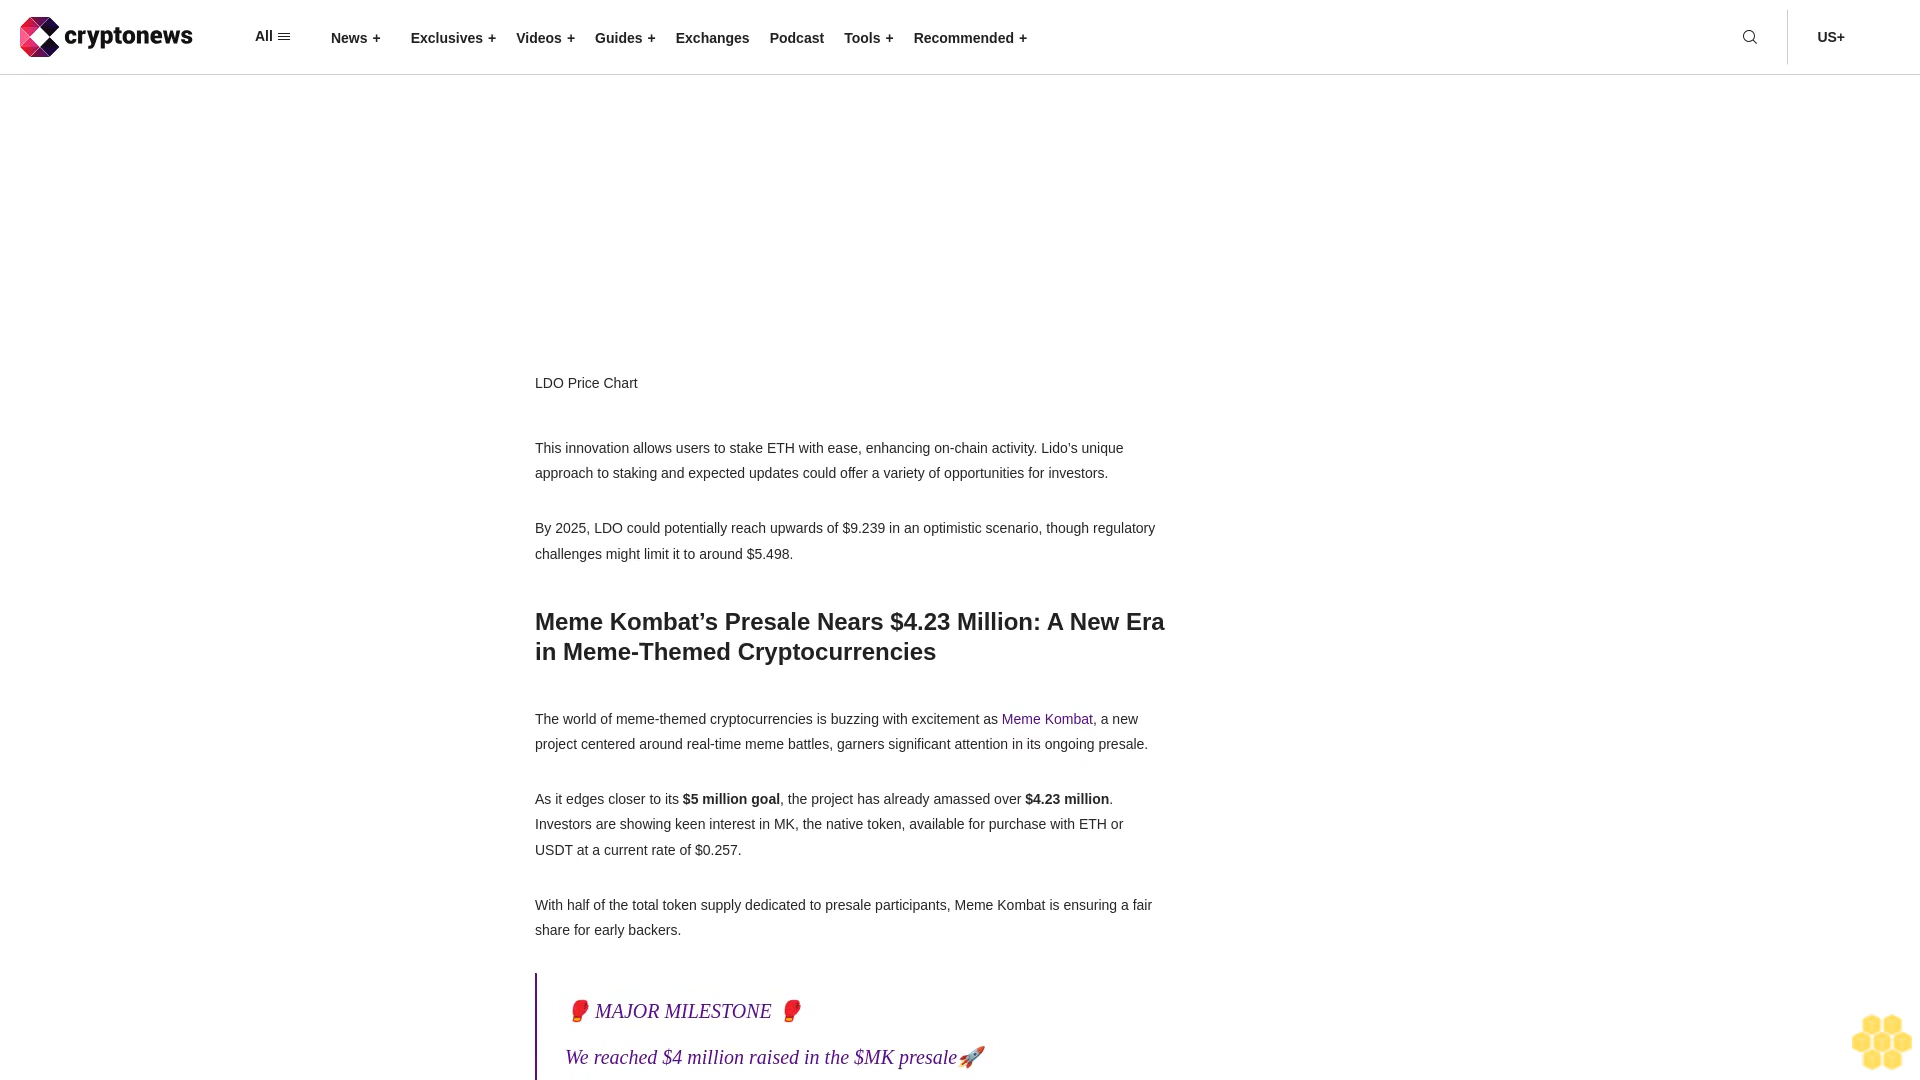 cryptonews
All
News +
Exclusives +
Videos +
Guides +
Exchanges
Podcast
Tools +
Recommended +
US+
LDO Price Chart
This innovation allows users to stake ETH with ease, enhancing on-chain activity. Lido’s unique
approach to staking and expected updates could offer a variety of opportunities for investors.
By 2025, LDO could potentially reach upwards of $9.239 in an optimistic scenario, though regulatory
challenges might limit it to around $5.498.
Meme Kombat’s Presale Nears $4.23 Million: A New Era
in Meme-Themed Cryptocurrencies
The world of meme-themed cryptocurrencies is buzzing with excitement as Meme Kombat, a new
project centered around real-time meme battles, garners significant attention in its ongoing presale.
As it edges closer to its $5 million goal, the project has already amassed over $4.23 million.
Investors are showing keen interest in MK, the native token, available for purchase with ETH or
USDT at a current rate of $0.257.
With half of the total token supply dedicated to presale participants, Meme Kombat is ensuring a fair
share for early backers.
🥊 MAJOR MILESTONE 🥊
We reached $4 million raised in the $MK presale🚀